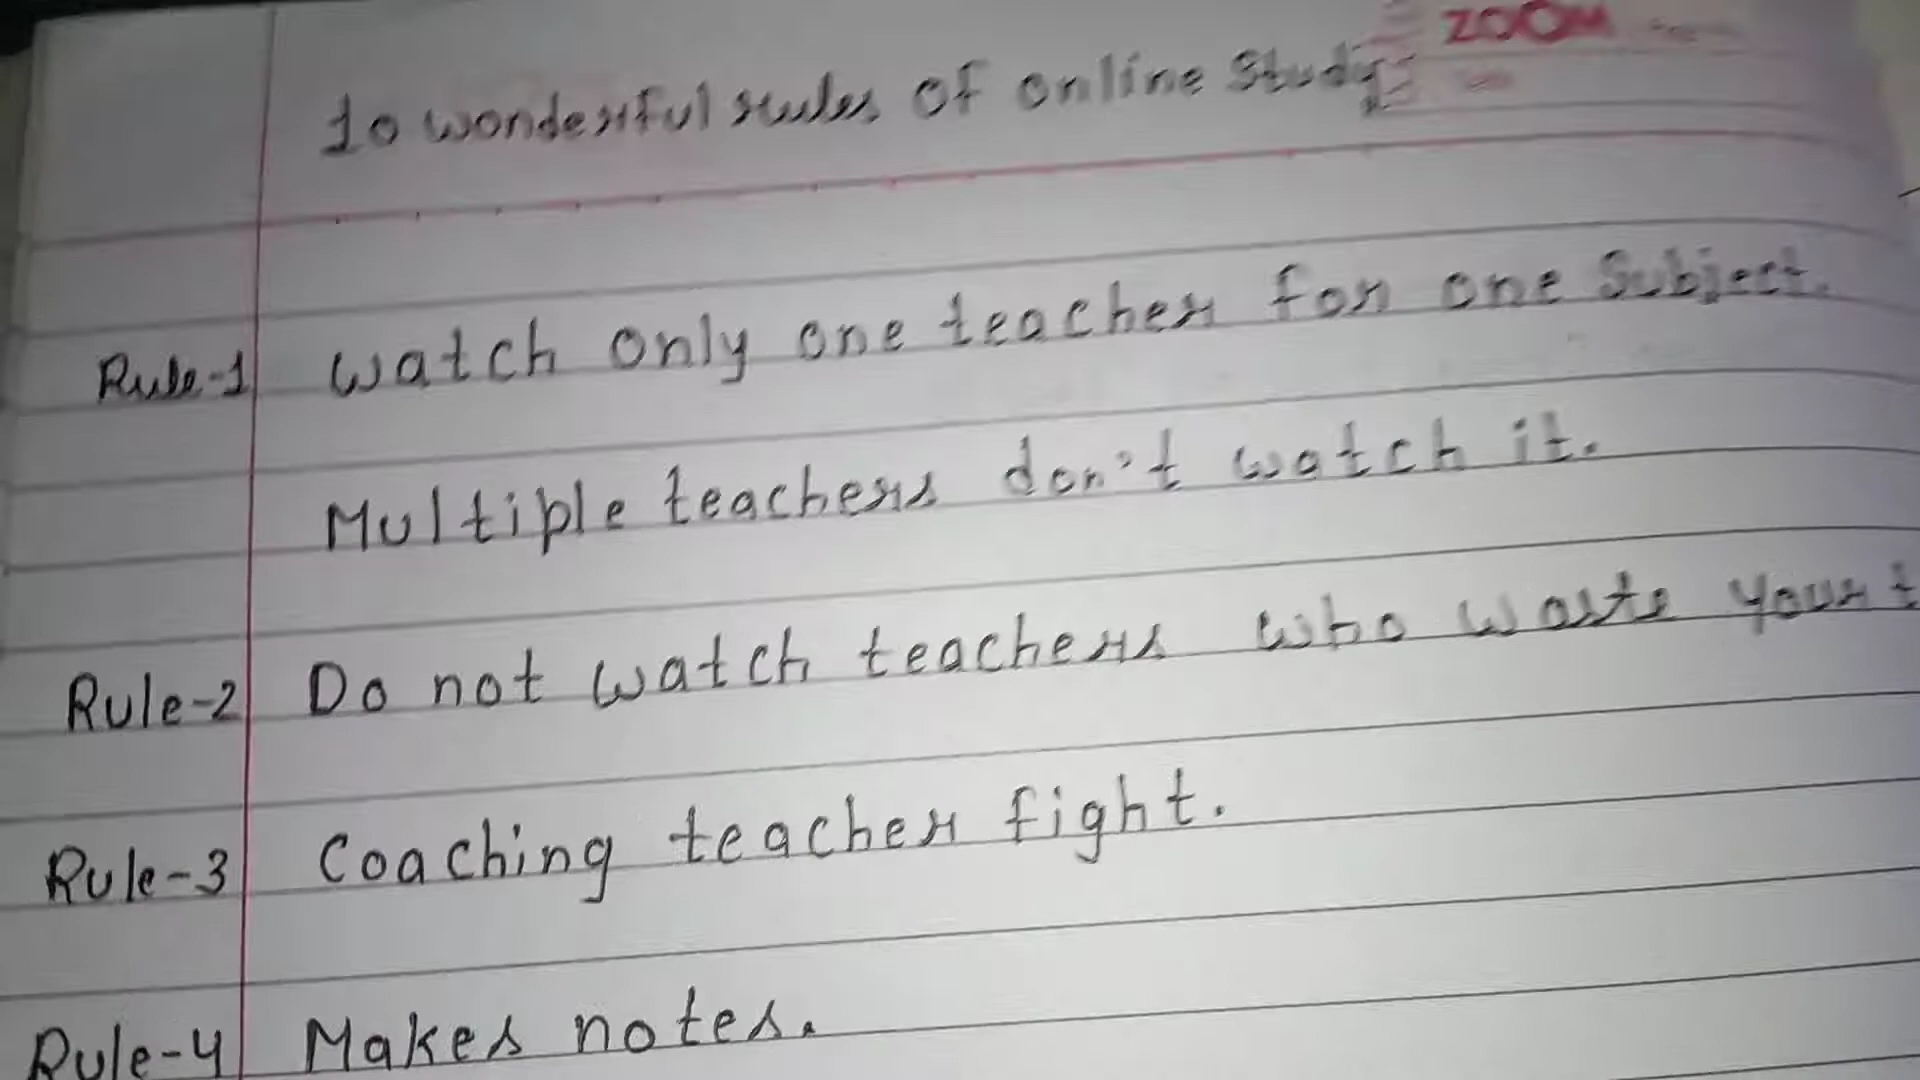 ZOOM
10 wonderful rules of online Study:
Rule-1 Watch only one teacher for one Subject.
Multiple teachers don't watch it.
Rule-2 Do not watch teachers who waste your t
Rule-3 Coaching teacher fight.
Rule-4 Makes notes.